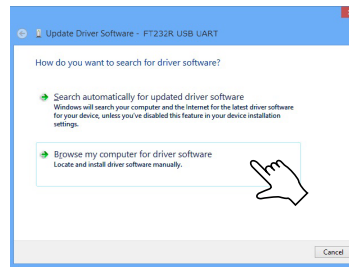 Update Driver Software - FT232R USB UART
How do you want to search for driver software?
Search automatically for updated driver software
Windows will search your computer and the Internet for the latest driver software
for your device, unless you've disabled this feature in your device installation
settings.
Browse my computer for driver software
Locate and install driver software manually.
Cancel